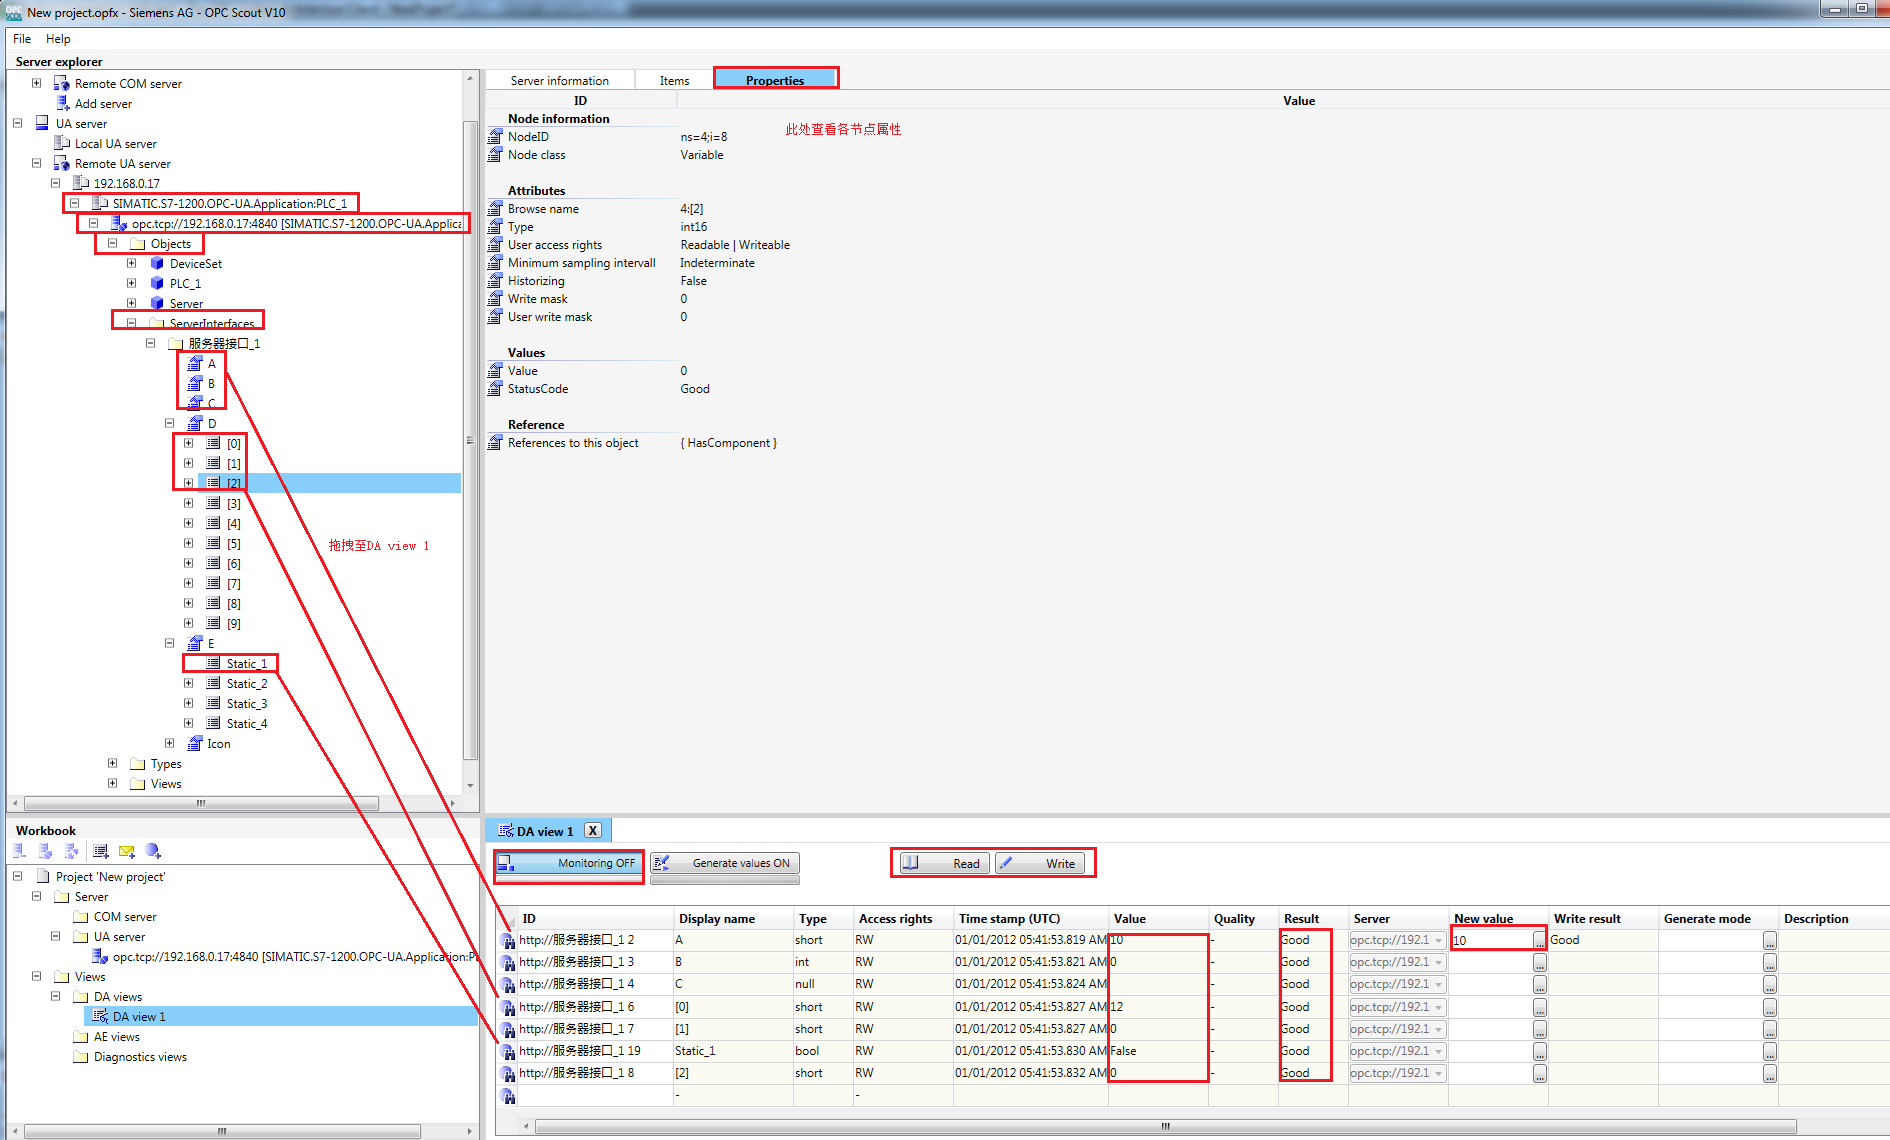 New project.opfx - Siemens AG - OPC Scout V10
File Help
Server explorer
Remote COM server
Add server
UA server
Local UA server
Remote UA server
192.168.0.17
SIMATIC.S7-1200.OPC-UA.Application:PLC_1
opc.tcp://192.168.0.17:4840 [SIMATIC.S7-1200.OPC-UA.Applica
Objects
DeviceSet
PLC_1
Server
ServerInterfaces
服务器接口_1
A
B
C
D
[0]
[1]
[2]
[3]
[4]
[5]
[6]
[7]
[8]
[9]
E
Static_1
Static_2
Static_3
Static_4
Icon
Types
Views
拖拽至DA view 1
Server information Items Properties
ID Value
Node information
此处查看各节点属性
NodeID ns=4;i=8
Node class Variable
Attributes
Browse name 4:[2]
Type int16
User access rights Readable | Writeable
Minimum sampling intervall Indeterminate
Historizing False
Write mask 0
User write mask 0
Values
Value 0
StatusCode Good
Reference
References to this object { HasComponent }
Workbook
Project 'New project'
Server
COM server
UA server
opc.tcp://192.168.0.17:4840 [SIMATIC.S7-1200.OPC-UA.Application:PL
Views
DA views
DA view 1
AE views
Diagnostics views
DA view 1 X
Monitoring OFF Generate values ON Read Write
ID Display name Type Access rights Time stamp (UTC) Value Quality Result Server New value Write result Generate mode Description
http://服务器接口_1 2 A short RW 01/01/2012 05:41:53.819 AM 10 - Good opc.tcp://192.1 10 ... Good ...
http://服务器接口_1 3 B int RW 01/01/2012 05:41:53.821 AM 0 - Good opc.tcp://192.1 ... ...
http://服务器接口_1 4 C null RW 01/01/2012 05:41:53.824 AM - Good opc.tcp://192.1 ... ...
http://服务器接口_1 6 [0] short RW 01/01/2012 05:41:53.827 AM 12 - Good opc.tcp://192.1 ... ...
http://服务器接口_1 7 [1] short RW 01/01/2012 05:41:53.827 AM 0 - Good opc.tcp://192.1 ... ...
http://服务器接口_1 19 Static_1 bool RW 01/01/2012 05:41:53.830 AM False - Good opc.tcp://192.1 ... ...
http://服务器接口_1 8 [2] short RW 01/01/2012 05:41:53.832 AM 0 - Good opc.tcp://192.1 ... ...
- -